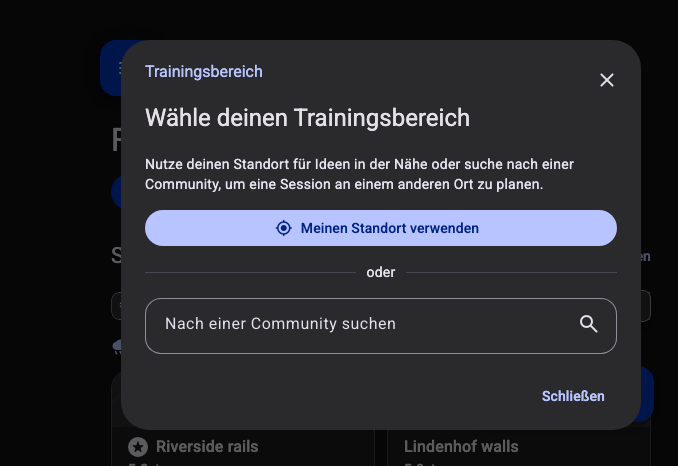 Trainingsbereich
Wähle deinen Trainingsbereich
Nutze deinen Standort für Ideen in der Nähe oder suche nach einer
Community, um eine Session an einem anderen Ort zu planen.
Meinen Standort verwenden
oder
Nach einer Community suchen
Schließen
Riverside rails
Lindenhof walls